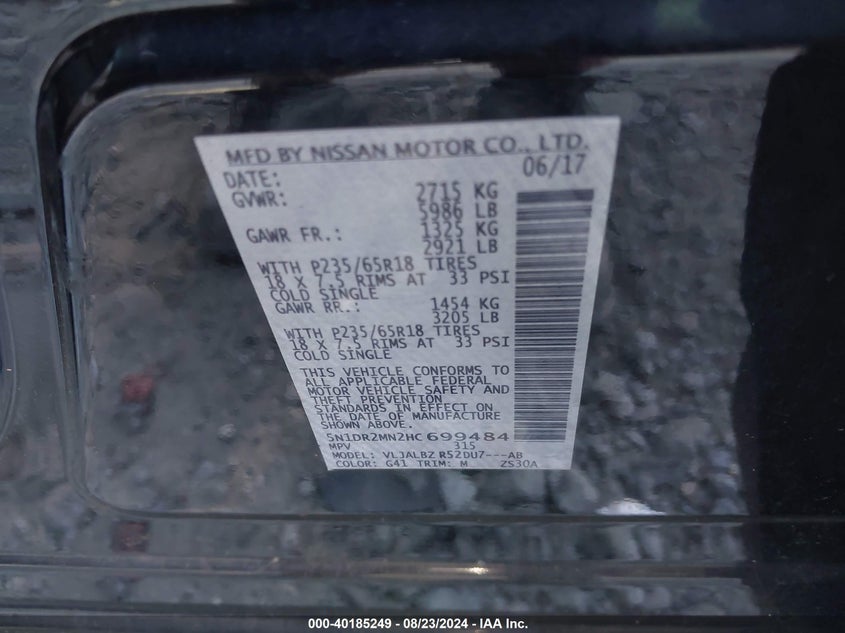 MFD BY NISSAN MOTOR CO., LTD.
DATE: 06/17
GVWR: 2715 KG
5986 LB
GAWR FR.: 1325 KG
2921 LB
WITH P235/65R18 TIRES
18 X 7.5 RIMS AT 33 PSI
COLD SINGLE
GAWR RR.: 1454 KG
3205 LB
WITH P235/65R18 TIRES
18 X 7.5 RIMS AT 33 PSI
COLD SINGLE
THIS VEHICLE CONFORMS TO
ALL APPLICABLE FEDERAL
MOTOR VEHICLE SAFETY AND
THEFT PREVENTION
STANDARDS IN EFFECT ON
THE DATE OF MANUFACTURE
SHOWN ABOVE.
5N1DR2MN2HC699484
MPV 315
MODEL: VLJALBZ R52DU7---AB
COLOR: G41 TRIM: M ZS30A
000-40185249 - 08/23/2024 - IAA Inc.